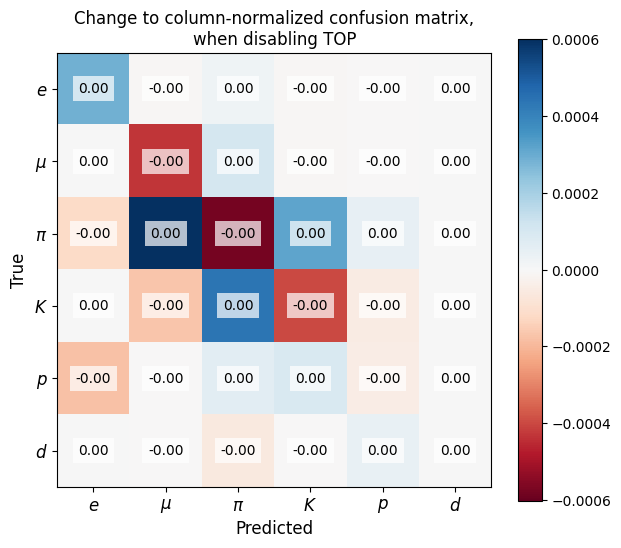 Change to column-normalized confusion matrix,
when disabling TOP
0.0006
e 0.00 -0.00 0.00 -0.00 -0.00 0.00
0.0004
μ 0.00 -0.00 0.00 -0.00 -0.00 0.00
0.0002
π -0.00 0.00 -0.00 0.00 0.00 0.00
0.0000
True
K 0.00 -0.00 0.00 -0.00 -0.00 0.00
−0.0002
p -0.00 -0.00 0.00 0.00 -0.00 0.00
−0.0004
d 0.00 -0.00 -0.00 -0.00 0.00 0.00
−0.0006
e μ π K p d
Predicted